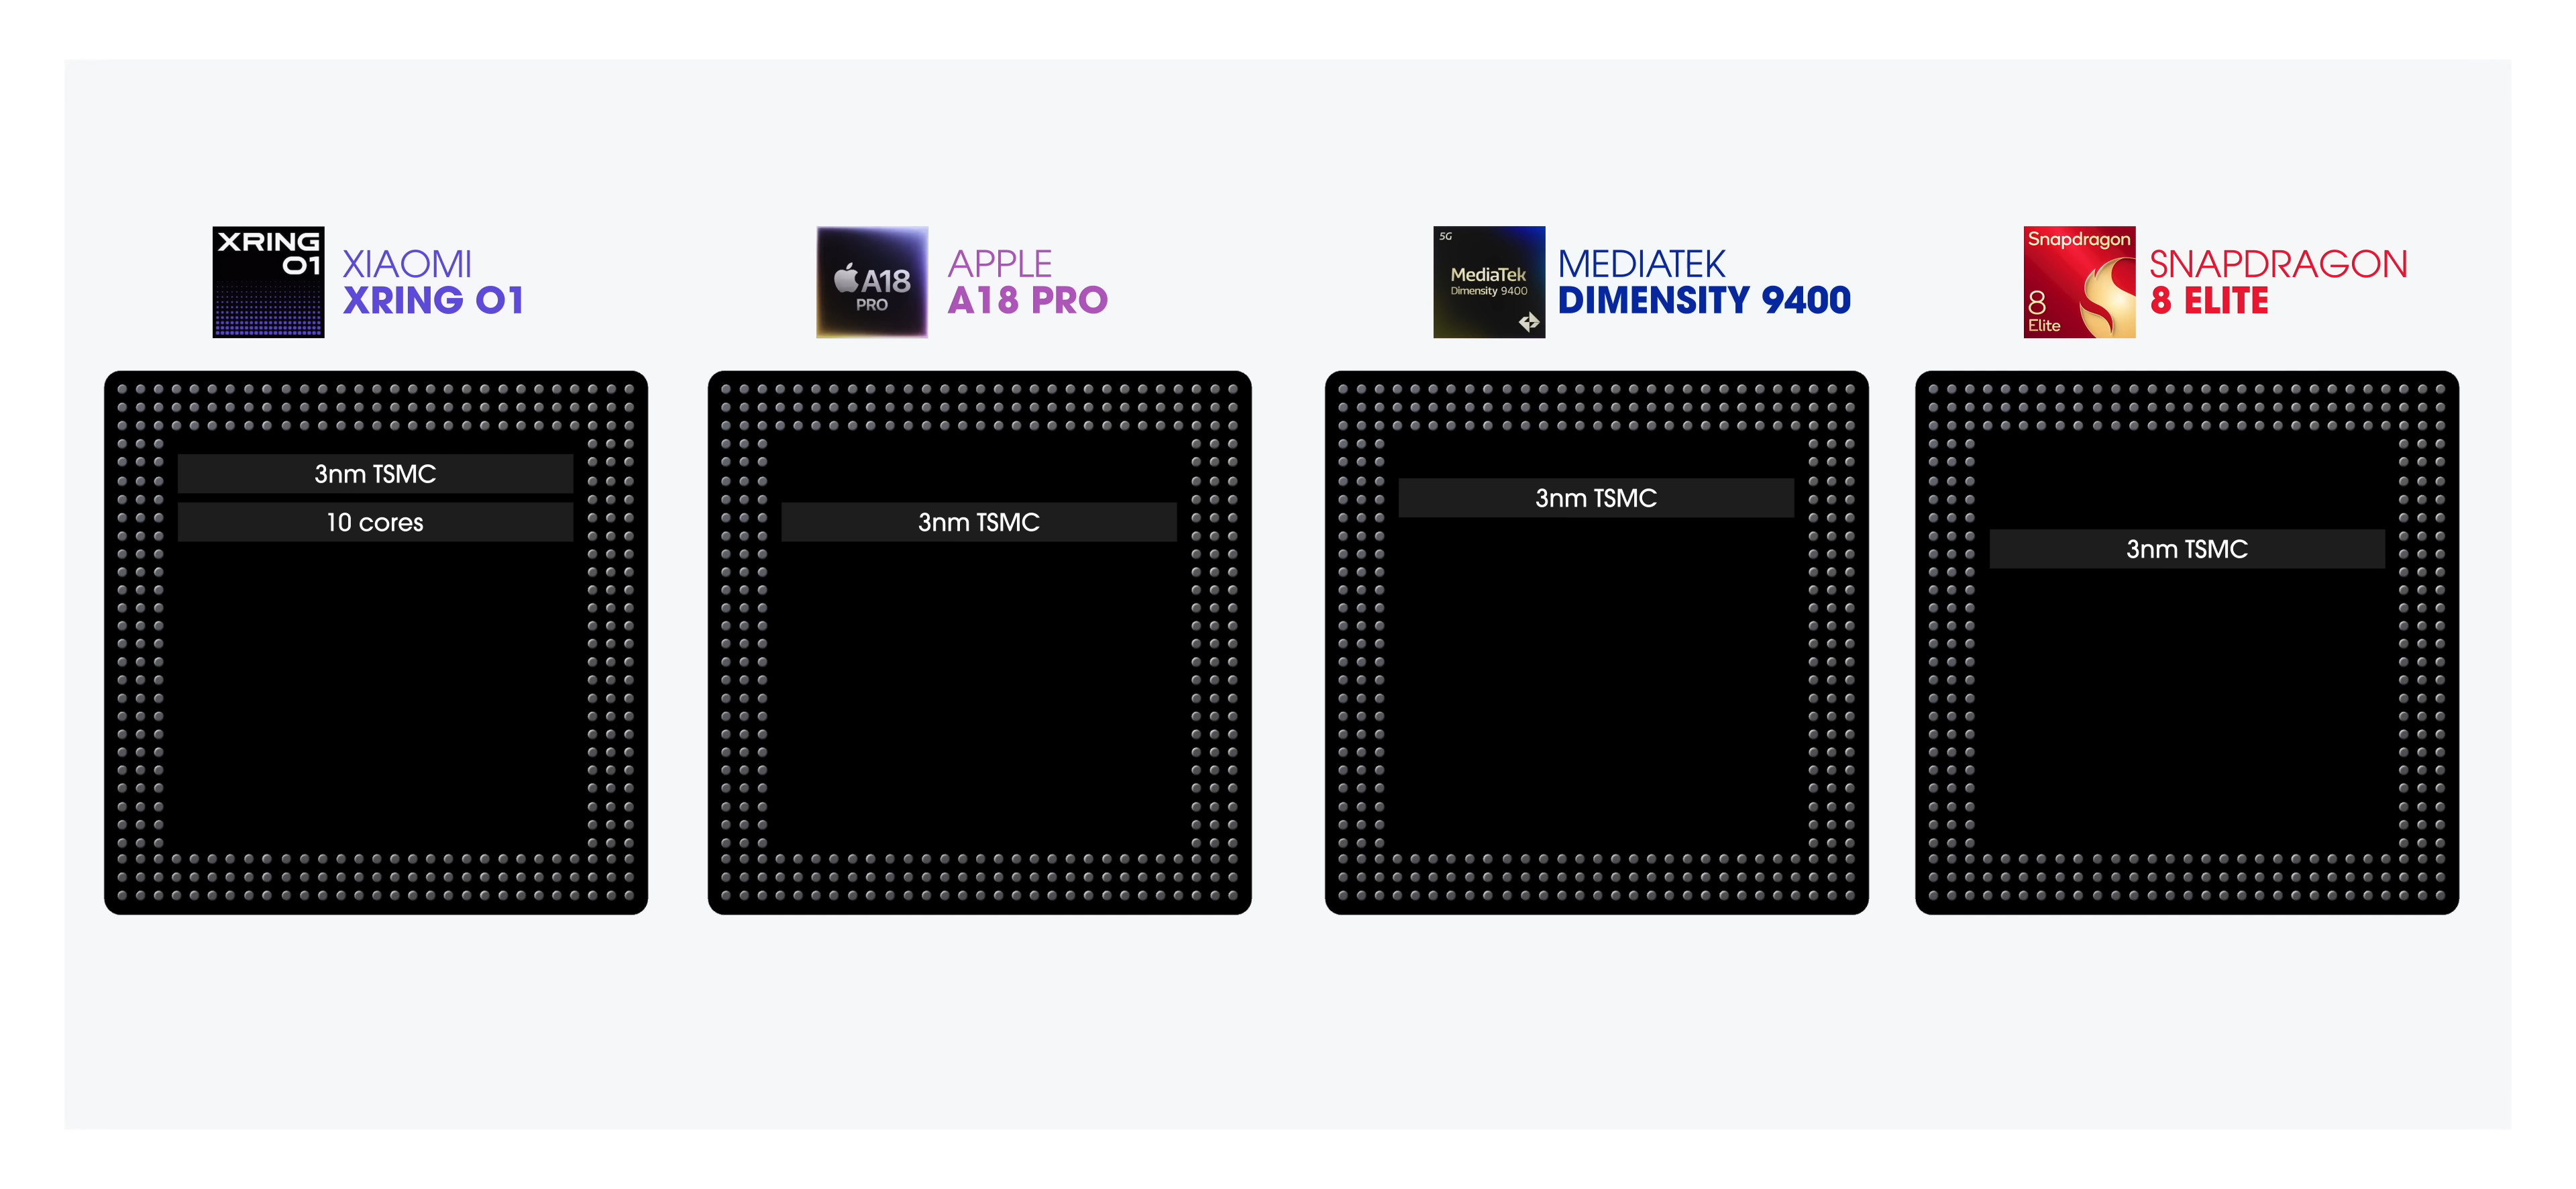 XRING
O1
XIAOMI
XRING O1
A18
PRO
APPLE
A18 PRO
5G
MediaTek
Dimensity 9400
MEDIATEK
DIMENSITY 9400
Snapdragon
8
Elite
SNAPDRAGON
8 ELITE
3nm TSMC
10 cores
3nm TSMC
3nm TSMC
3nm TSMC